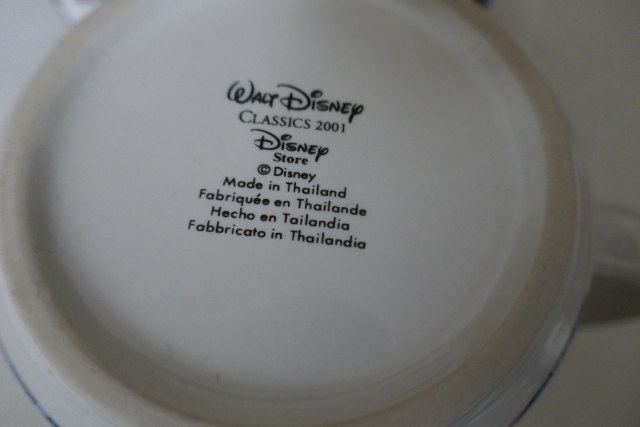 Walt Disney
Classics 2001
Disney
Store
© Disney
Made in Thailand
Fabriquée en Thailande
Hecho en Tailandia
Fabbricato in Thailandia